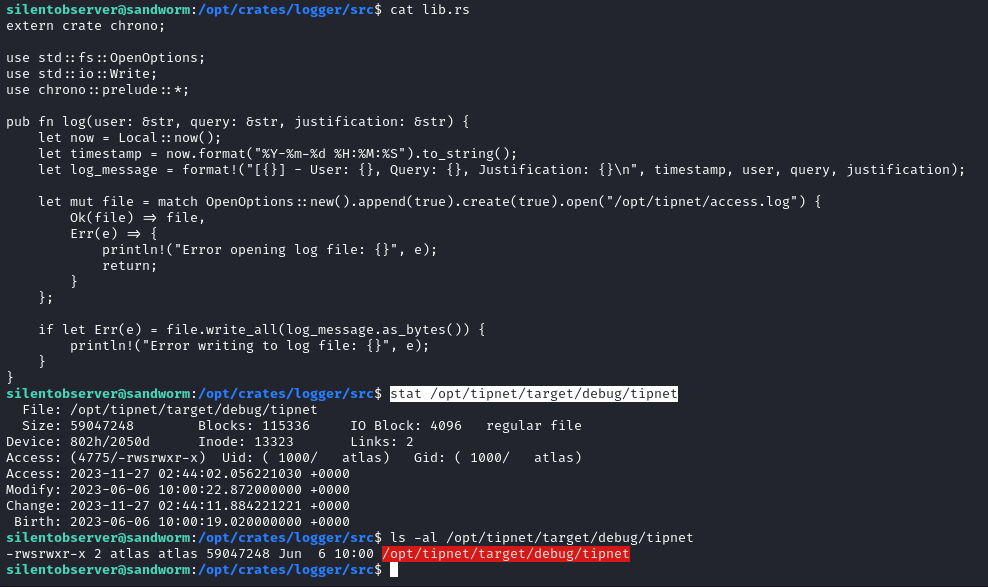 silentobserver@sandworm:/opt/crates/logger/src$ cat lib.rs
extern crate chrono;

use std::fs::OpenOptions;
use std::io::Write;
use chrono::prelude::*;

pub fn log(user: &str, query: &str, justification: &str) {
    let now = Local::now();
    let timestamp = now.format("%Y-%m-%d %H:%M:%S").to_string();
    let log_message = format!("[{}] - User: {}, Query: {}, Justification: {}\n", timestamp, user, query, justification);

    let mut file = match OpenOptions::new().append(true).create(true).open("/opt/tipnet/access.log") {
        Ok(file) => file,
        Err(e) => {
            println!("Error opening log file: {}", e);
            return;
        }
    };

    if let Err(e) = file.write_all(log_message.as_bytes()) {
        println!("Error writing to log file: {}", e);
    }
}
silentobserver@sandworm:/opt/crates/logger/src$ stat /opt/tipnet/target/debug/tipnet
  File: /opt/tipnet/target/debug/tipnet
  Size: 59047248        Blocks: 115336     IO Block: 4096   regular file
Device: 802h/2050d      Inode: 13323       Links: 2
Access: (4775/-rwsrwxr-x)  Uid: ( 1000/   atlas)   Gid: ( 1000/   atlas)
Access: 2023-11-27 02:44:02.056221030 +0000
Modify: 2023-06-06 10:00:22.872000000 +0000
Change: 2023-11-27 02:44:11.884221221 +0000
 Birth: 2023-06-06 10:00:19.020000000 +0000
silentobserver@sandworm:/opt/crates/logger/src$ ls -al /opt/tipnet/target/debug/tipnet
-rwsrwxr-x 2 atlas atlas 59047248 Jun  6 10:00 /opt/tipnet/target/debug/tipnet
silentobserver@sandworm:/opt/crates/logger/src$